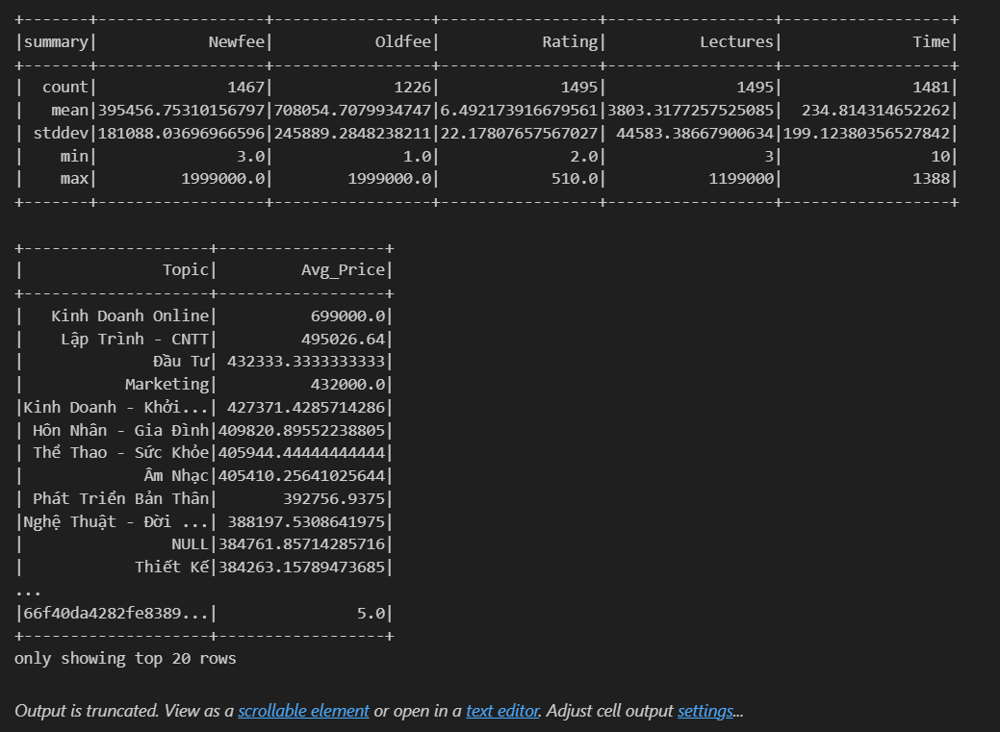 +-------+------------------+-----------------+-----------------+------------------+------------------+
|summary|            Newfee|           Oldfee|           Rating|          Lectures|              Time|
+-------+------------------+-----------------+-----------------+------------------+------------------+
|  count|              1467|             1226|             1495|              1495|              1481|
|   mean|395456.75310156797|708054.7079934747|6.492173916679561|3803.3177257525085|  234.814314652262|
| stddev|181088.03696966596|245889.2848238211|22.17807657567027| 44583.38667900634|199.12380356527842|
|    min|               3.0|              1.0|              2.0|                 3|                10|
|    max|         1999000.0|        1999000.0|            510.0|           1199000|              1388|
+-------+------------------+-----------------+-----------------+------------------+------------------+
+--------------------+------------------+
|               Topic|         Avg_Price|
+--------------------+------------------+
|   Kinh Doanh Online|          699000.0|
|    Lập Trình - CNTT|         495026.64|
|              Đầu Tư| 432333.3333333333|
|           Marketing|          432000.0|
|Kinh Doanh - Khởi...| 427371.4285714286|
| Hôn Nhân - Gia Đình|409820.89552238805|
| Thể Thao - Sức Khỏe|405944.44444444444|
|             Âm Nhạc|405410.25641025644|
| Phát Triển Bản Thân|       392756.9375|
|Nghệ Thuật - Đời ...| 388197.5308641975|
|                NULL|384761.85714285716|
|            Thiết Kế|384263.15789473685|
...
|66f40da4282fe8389...|               5.0|
+--------------------+------------------+
only showing top 20 rows
Output is truncated. View as a scrollable element or open in a text editor. Adjust cell output settings...